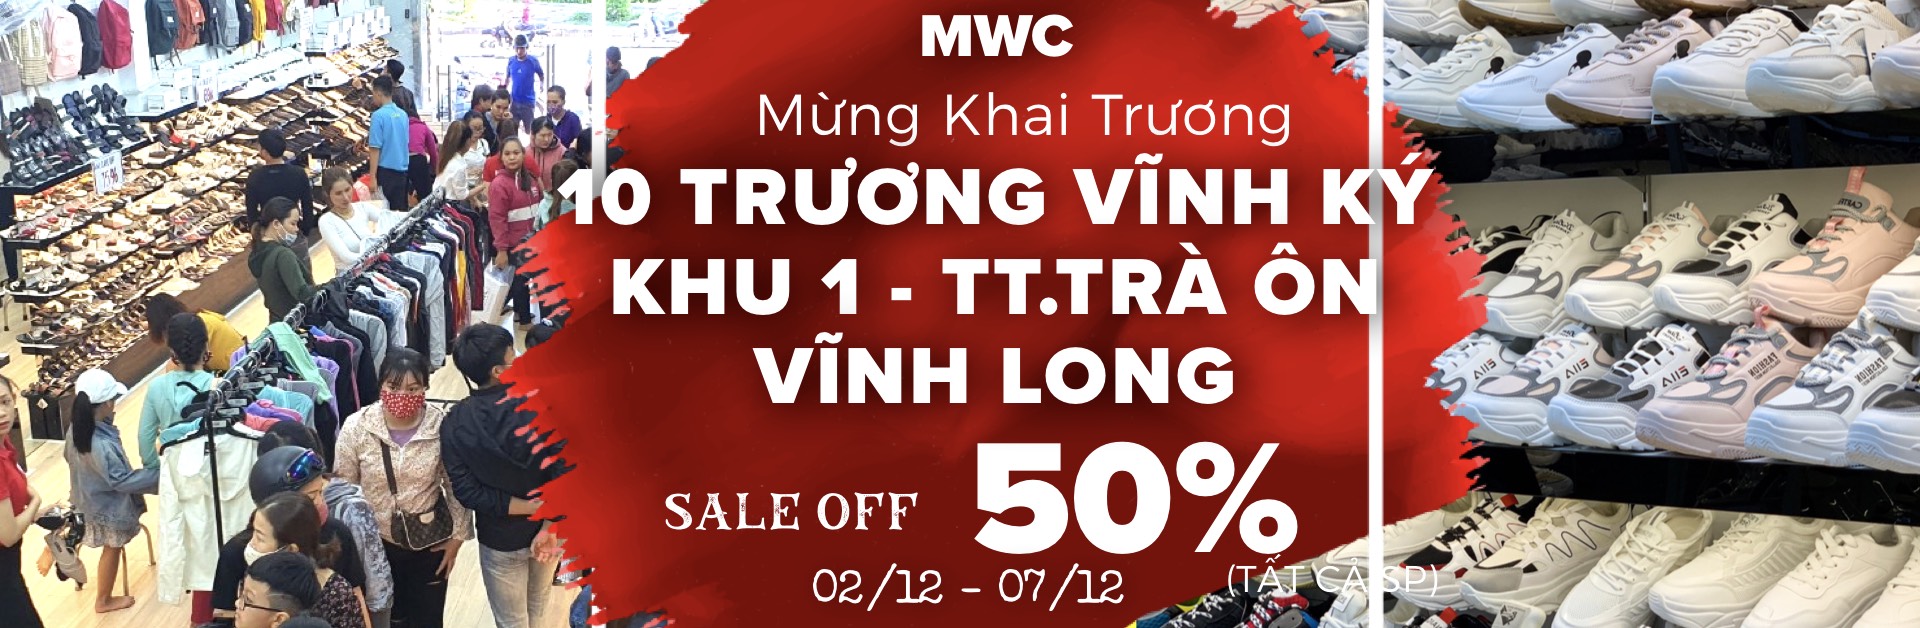 MWC
Mừng Khai Trương
10 TRƯƠNG VĨNH KÝ
KHU 1 - TT.TRÀ ÔN
VĨNH LONG
SALE OFF 50%
02/12 - 07/12
(TẤT CẢ SP)